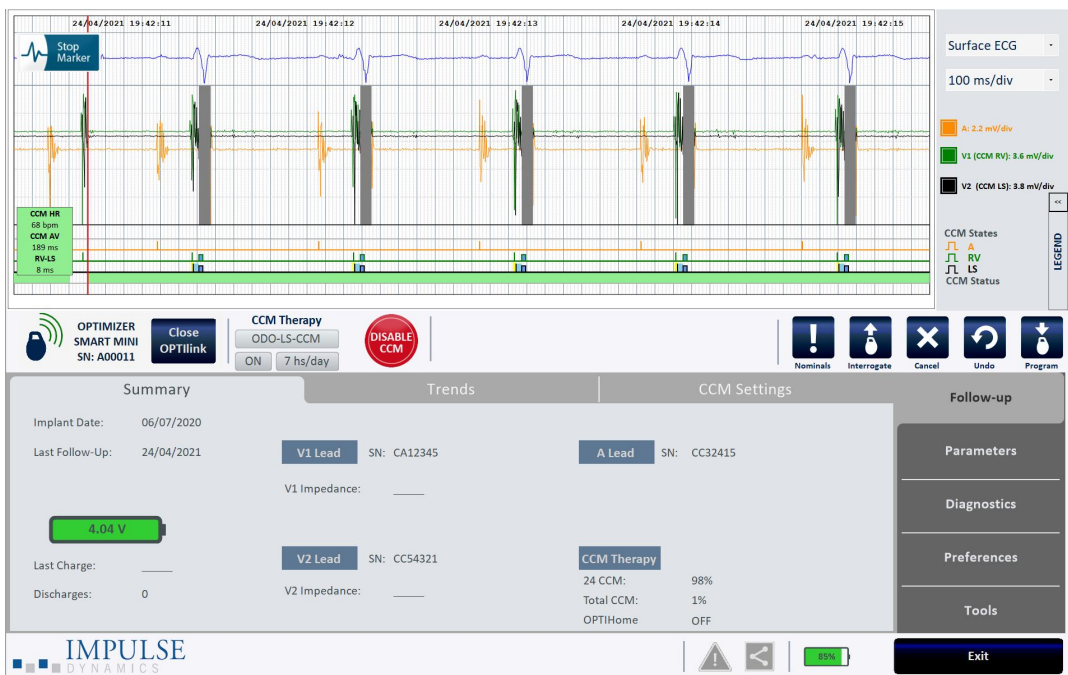 24/04/2021 19:42:11
24/04/2021 19:42:12
24/04/2021 19:42:13
24/04/2021 19:42:14
24/04/2021 19:42:15
Stop
Marker
Surface ECG
100 ms/div
A: 2.2 mV/div
V1 (CCM RV): 3.6 mV/div
V2 (CCM LS): 3.8 mV/div
<<
CCM HR
68 bpm
CCM AV
189 ms
RV-LS
8 ms
CCM States
A
RV
LS
CCM Status
LEGEND
OPTIMIZER
SMART MINI
SN: A00011
Close
OPTIlink
CCM Therapy
ODO-LS-CCM
ON
7 hs/day
DISABLE
CCM
Nominals
Interrogate
Cancel
Undo
Program
Summary
Trends
CCM Settings
Follow-up
Parameters
Diagnostics
Preferences
Tools
Implant Date: 06/07/2020
Last Follow-Up: 24/04/2021
V1 Lead SN: CA12345
A Lead SN: CC32415
V1 Impedance: _____
4.04 V
Last Charge: _____
Discharges: 0
V2 Lead SN: CC54321
V2 Impedance: _____
CCM Therapy
24 CCM: 98%
Total CCM: 1%
OPTIHome OFF
IMPULSE
DYNAMICS
85%
Exit